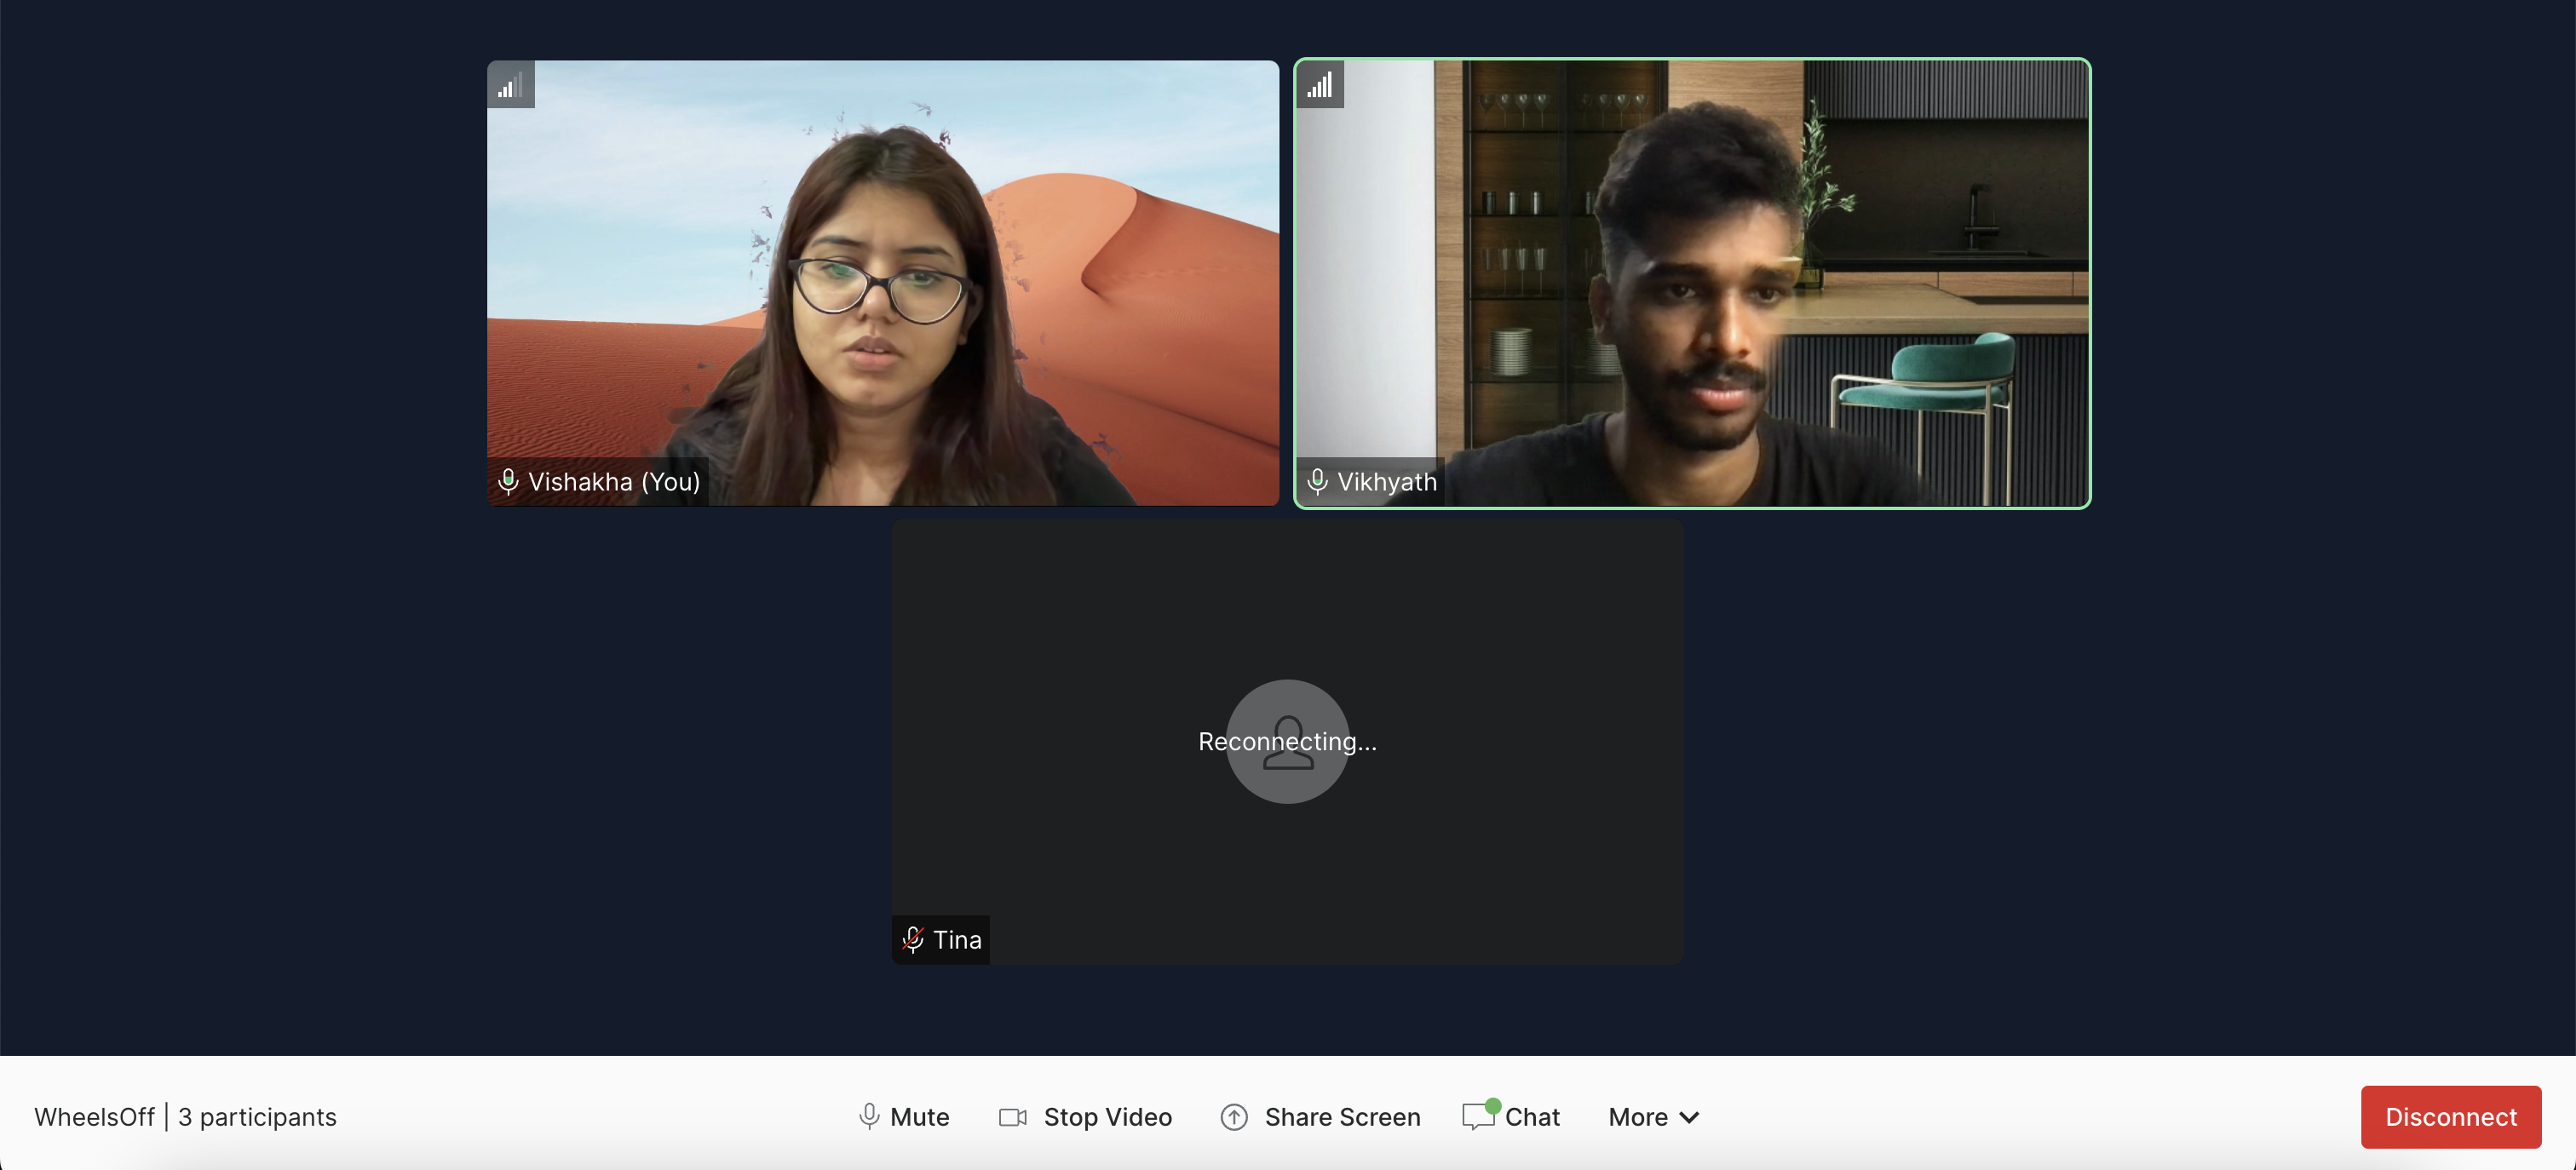 Vishakha (You)
Vikhyath
Reconnecting...
Tina
WheelsOff | 3 participants
Mute
Stop Video
Share Screen
Chat
More
Disconnect